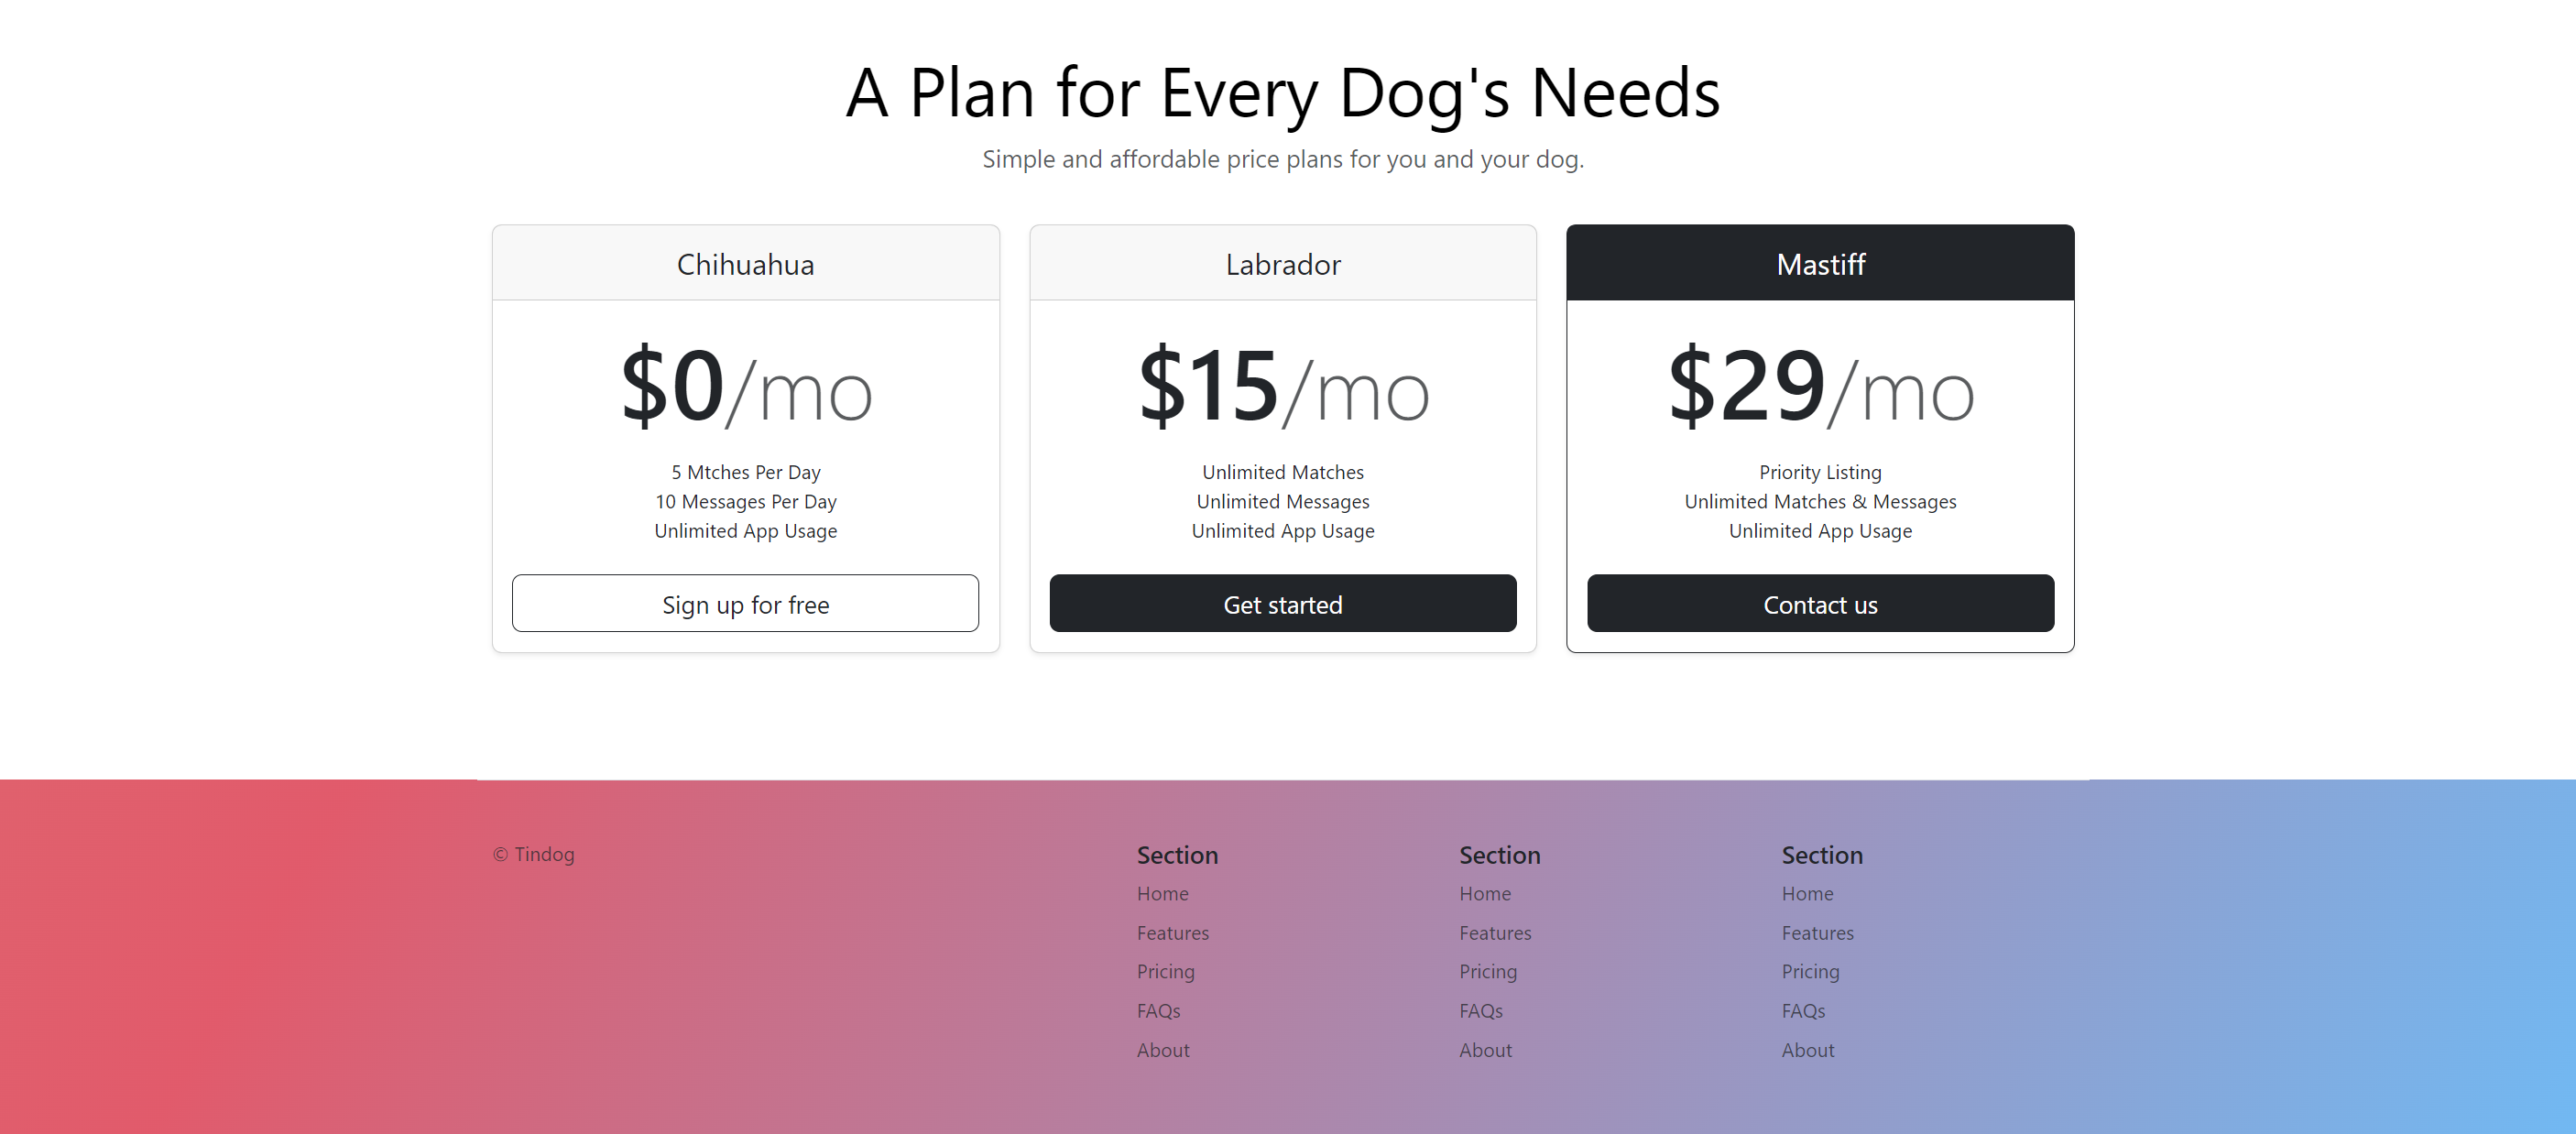 A Plan for Every Dog's Needs
Simple and affordable price plans for you and your dog.
Chihuahua
$0/mo
5 Mtches Per Day
10 Messages Per Day
Unlimited App Usage
Sign up for free
Labrador
$15/mo
Unlimited Matches
Unlimited Messages
Unlimited App Usage
Get started
Mastiff
$29/mo
Priority Listing
Unlimited Matches & Messages
Unlimited App Usage
Contact us
© Tindog
Section
Home
Features
Pricing
FAQs
About
Section
Home
Features
Pricing
FAQs
About
Section
Home
Features
Pricing
FAQs
About